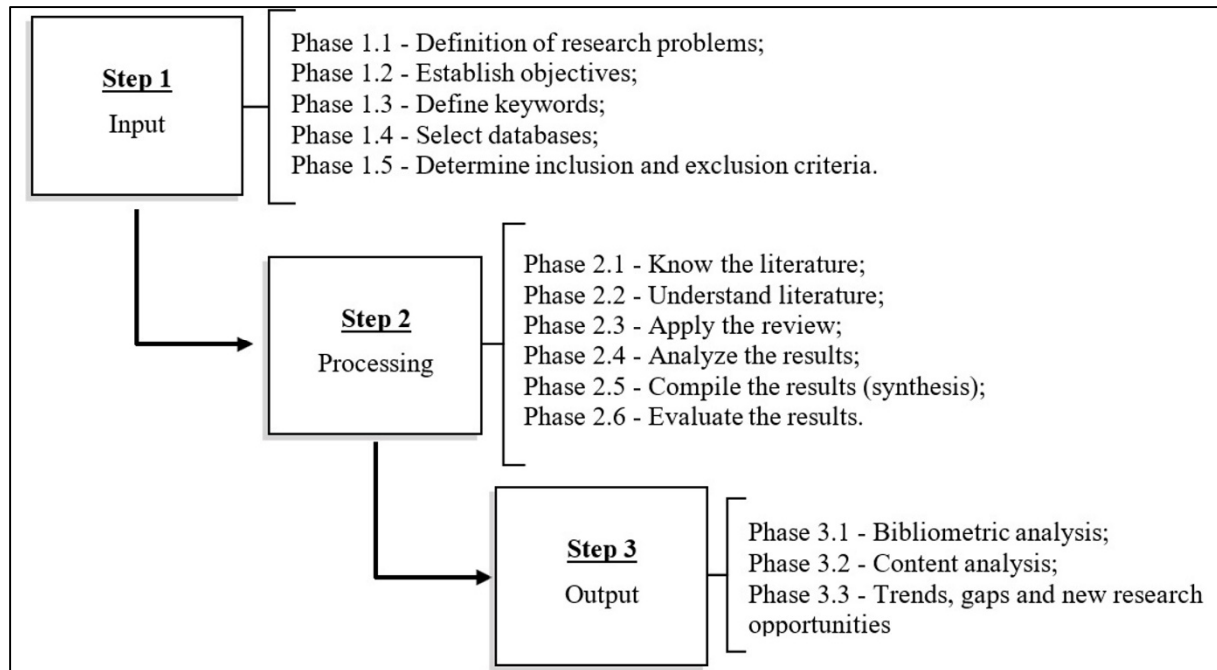 Step 1
Input
Phase 1.1 - Definition of research problems;
Phase 1.2 - Establish objectives;
Phase 1.3 - Define keywords;
Phase 1.4 - Select databases;
Phase 1.5 - Determine inclusion and exclusion criteria.
Step 2
Processing
Phase 2.1 - Know the literature;
Phase 2.2 - Understand literature;
Phase 2.3 - Apply the review;
Phase 2.4 - Analyze the results;
Phase 2.5 - Compile the results (synthesis);
Phase 2.6 - Evaluate the results.
Step 3
Output
Phase 3.1 - Bibliometric analysis;
Phase 3.2 - Content analysis;
Phase 3.3 - Trends, gaps and new research
opportunities